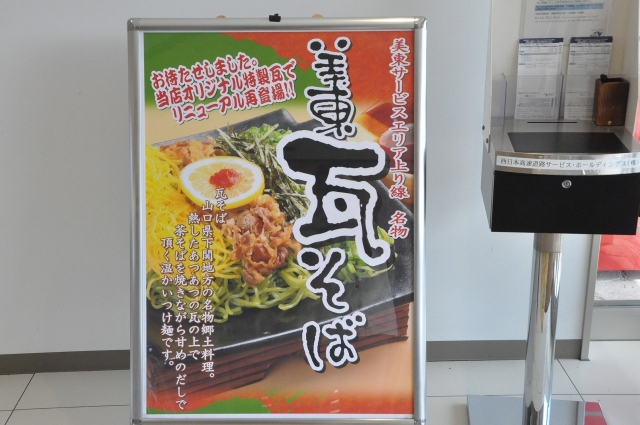 お待たせしました。
当店オリジナル特製瓦で
リニューアル再登場!!
美東サービスエリア上り線 名物
美東
瓦そば
瓦そば
山口県下関地方の名物郷土料理。
熱したあつあつの瓦の上で
茶そばを焼きながら甘めのだしで
頂く温かいつけ麺です。
西日本高速道路サービス・ホールディングス